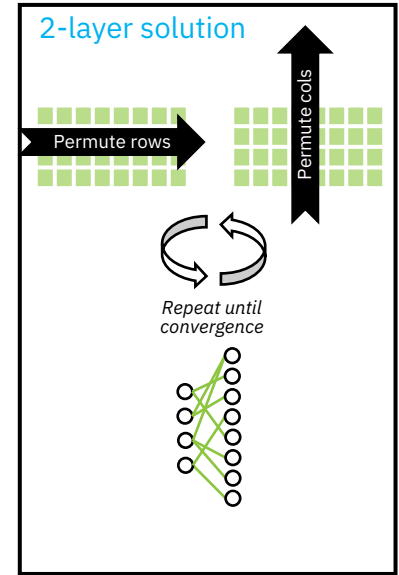 2-layer solution
Permute rows
Permute cols
Repeat until
convergence